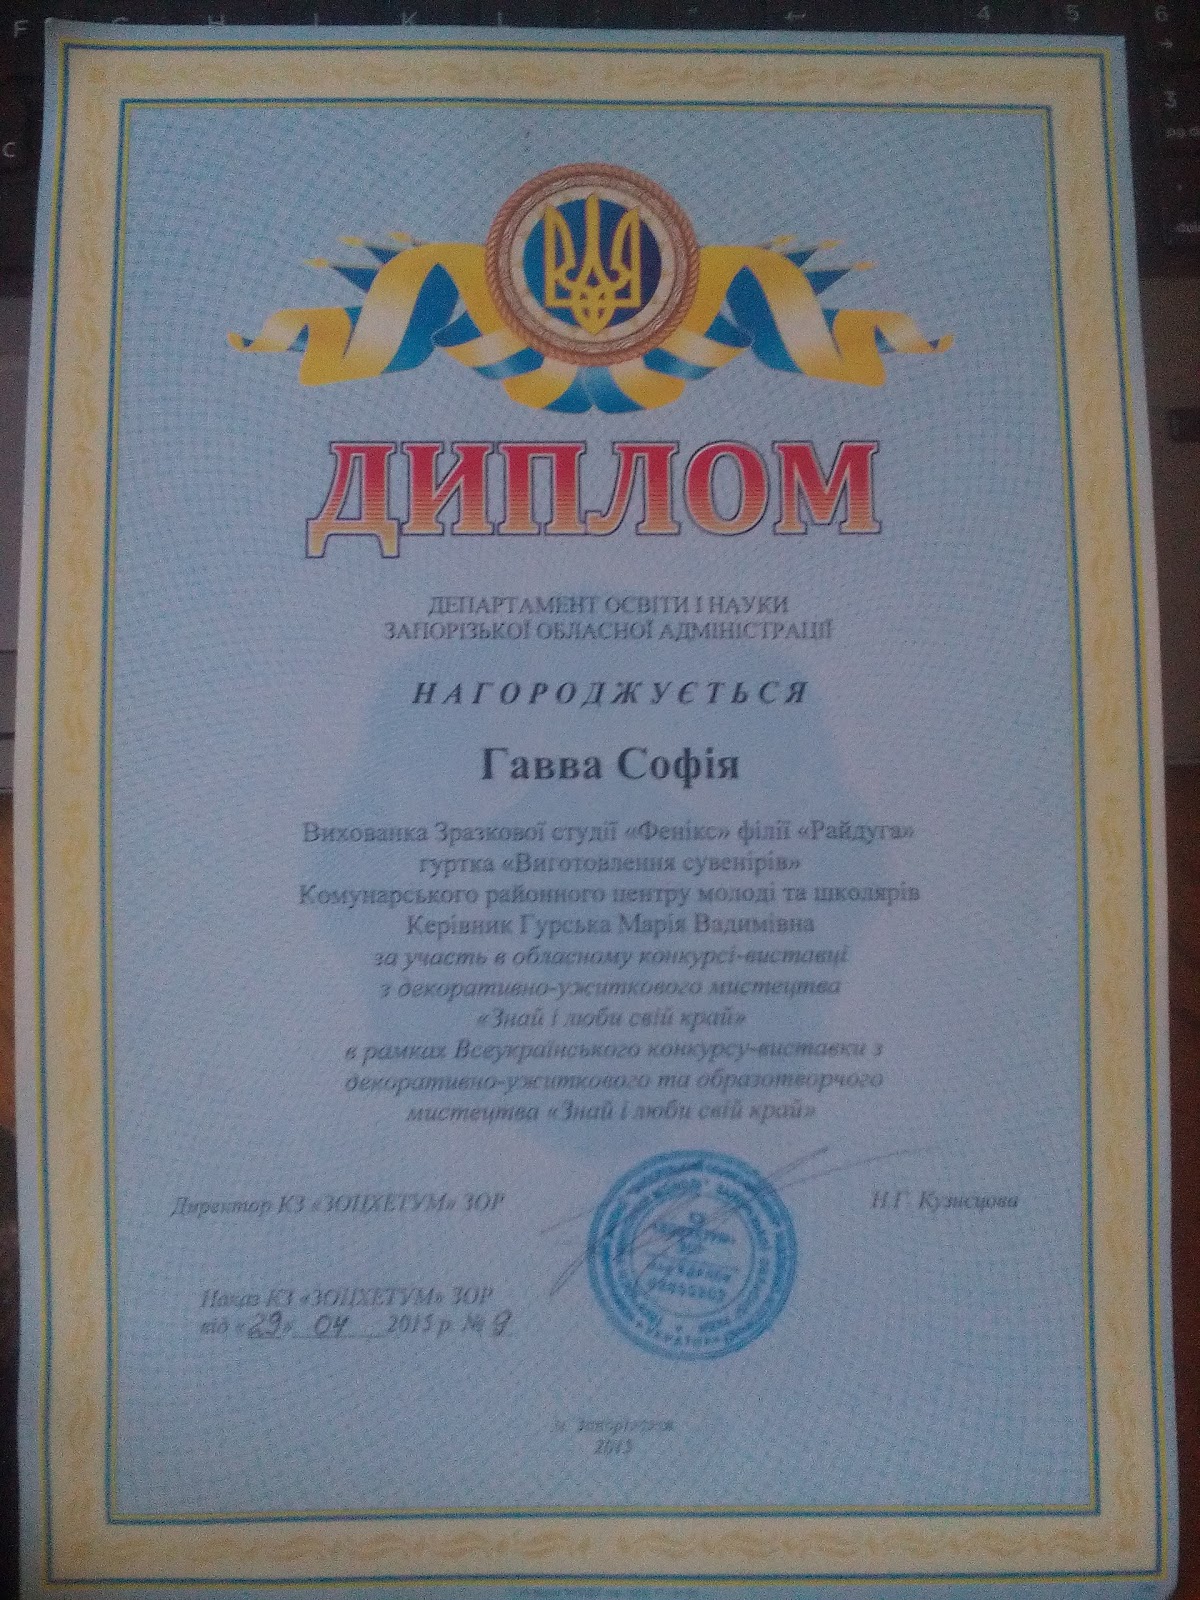 ДИПЛОМ
ДЕПАРТАМЕНТ ОСВІТИ І НАУКИ
ЗАПОРІЗЬКОЇ ОБЛАСНОЇ АДМІНІСТРАЦІЇ
НАГОРОДЖУЄТЬСЯ
Гавва Софія
Вихованка Зразкової студії «Фенікс» філії «Райдуга»
гуртка «Виготовлення сувенірів»
Комунарського районного центру молоді та школярів
Керівник Гурська Марія Вадимівна
за участь в обласному конкурсі-виставці
з декоративно-ужиткового мистецтва
«Знай і люби свій край»
в рамках Всеукраїнського конкурсу-виставки з
декоративно-ужиткового та образотворчого
мистецтва «Знай і люби свій край»
Директор КЗ «ЗОЦХЕТУМ» ЗОР
Н.Г. Кузнєцова
Наказ КЗ «ЗОЦХЕТУМ» ЗОР
від «29» 04 2015 р. № 9
2015